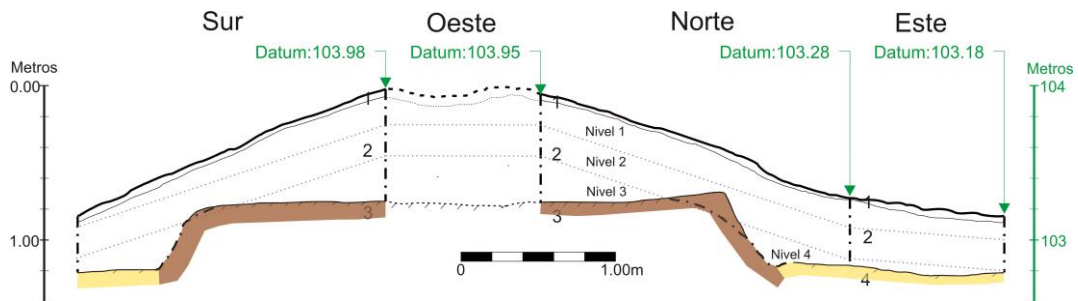 Sur Oeste Norte Este
Datum:103.98 Datum:103.95 Datum:103.28 Datum:103.18
Metros Metros
0.00 104
1 1
Nivel 1
2 2 Nivel 2
Nivel 3 1
3 3
2
1.00 103
Nivel 4
4
0 1.00m